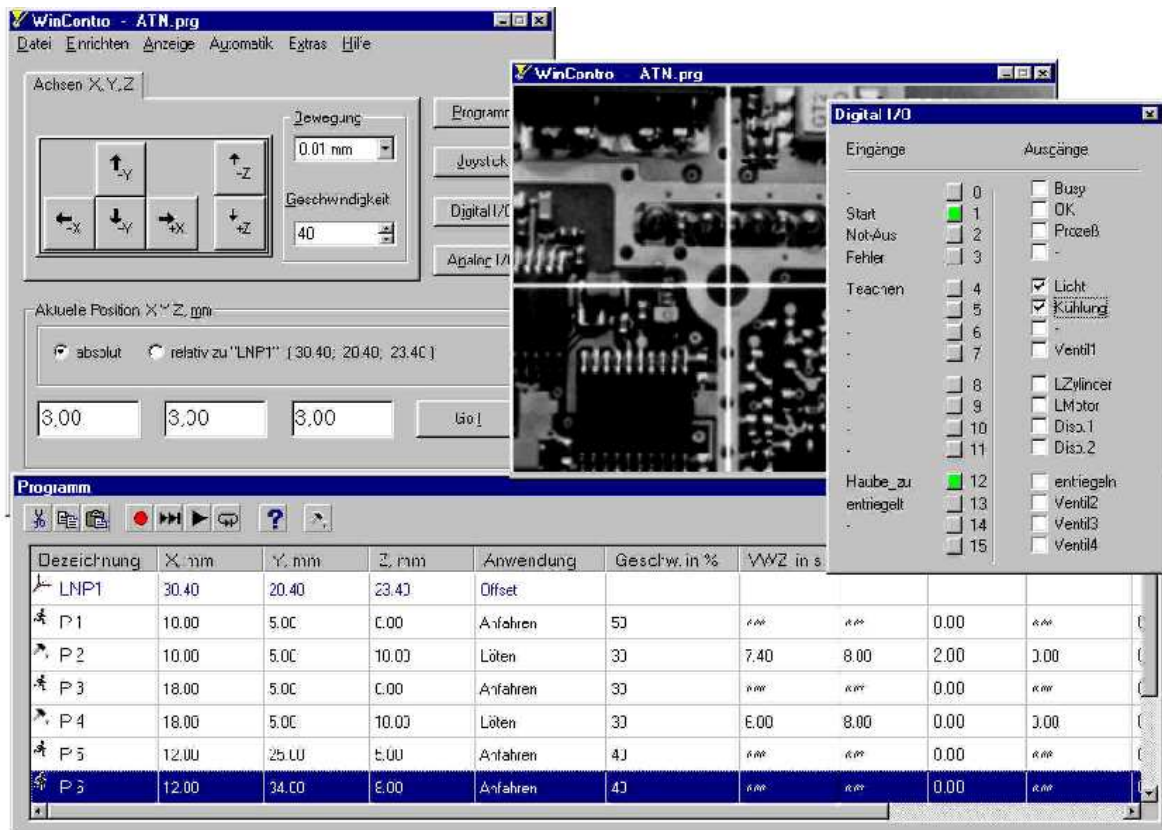 WinContro - ATN.prg
Datei Einrichten Anzeige Automatik Extras Hilfe
Achsen X,Y,Z
Bewegung
0.01 mm
-Y
-Z
Geschwindigkeit
-X
-Y
+X
+Z
40
Programm
Joystick
Digital I/O
Analog I/O
Aktuelle Position X Y Z, mm
absolut
relativ zu "LNP1" ( 30.40; 20.40; 23.40 )
3,00 3,00 3,00 Go !
WinContro - ATN.prg
Digital I/O
Eingänge Ausgänge
- 0 Busy
Start 1 OK
Not-Aus 2 Prozeß
Fehler 3 -
Teachen 4 Licht
- 5 Kühlung
- 6 -
- 7 Ventil1
- 8 LZylinder
- 9 LMotor
- 10 Disp.1
- 11 Disp.2
Haube_zu 12 entriegeln
entriegelt 13 Ventil2
- 14 Ventil3
15 Ventil4
Programm
Bezeichnung X, mm Y, mm Z, mm Anwendung Geschw. in % VWZ in s
LNP1 30.40 20.40 23.40 Offset
P 1 10.00 5.00 0.00 Anfahren 50 0.00
P 2 10.00 5.00 10.00 Löten 30 7.40 8.00 2.00 0.00
P 3 18.00 5.00 0.00 Anfahren 30 0.00
P 4 18.00 5.00 10.00 Löten 30 6.00 8.00 0.00 0.00
P 5 12.00 25.00 5.00 Anfahren 40 0.00
P 6 12.00 34.00 8.00 Anfahren 40 0.00